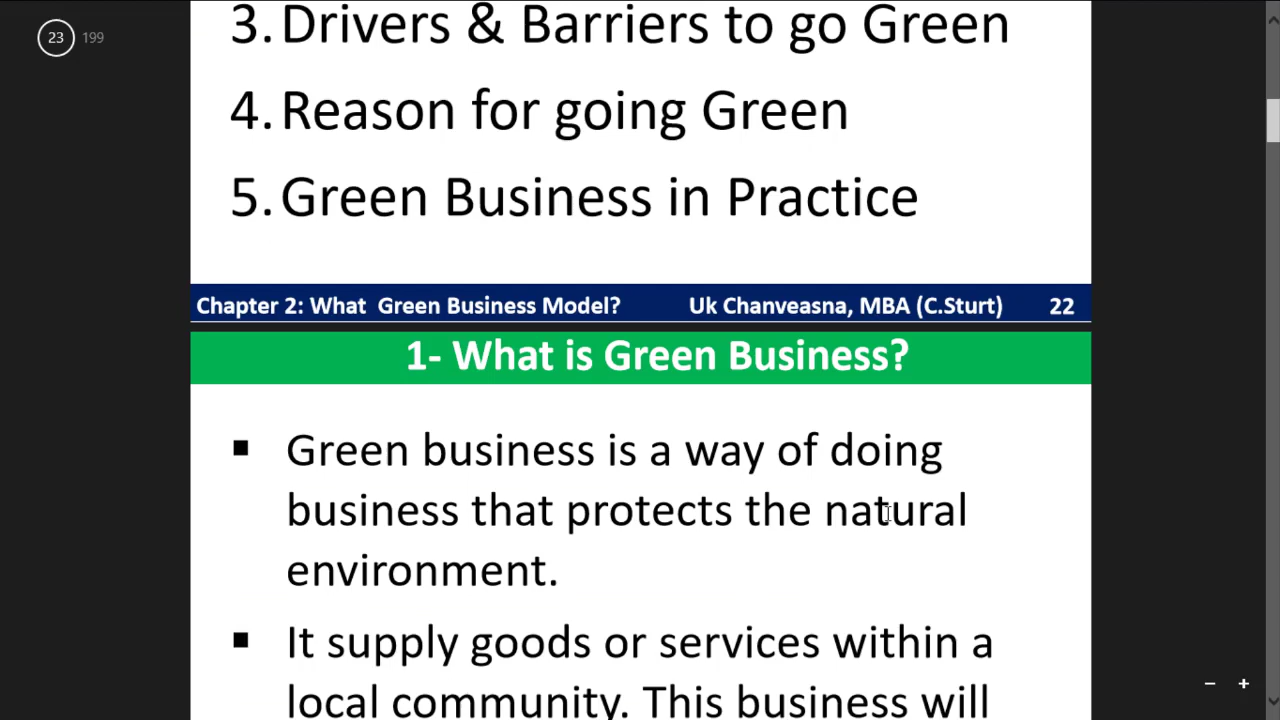 23 199
3. Drivers & Barriers to go Green
4. Reason for going Green
5. Green Business in Practice
Chapter 2: What Green Business Model? Uk Chanveasna, MBA (C.Sturt) 22
1- What is Green Business?
▪ Green business is a way of doing
business that protects the natural
environment.
▪ It supply goods or services within a
local community. This business will